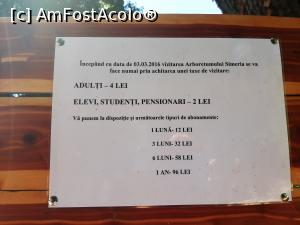 [c] AmFostAcolo®
Începând cu data de 03.03.2016 vizitarea Arboretumului Simeria se va
face numai prin achitarea unei taxe de vizitare:
ADULȚI – 4 LEI
ELEVI, STUDENȚI, PENSIONARI – 2 LEI
Vă punem la dispoziție și următoarele tipuri de abonamente:
1 LUNĂ- 12 LEI
3 LUNI- 32 LEI
6 LUNI- 58 LEI
1 AN- 96 LEI